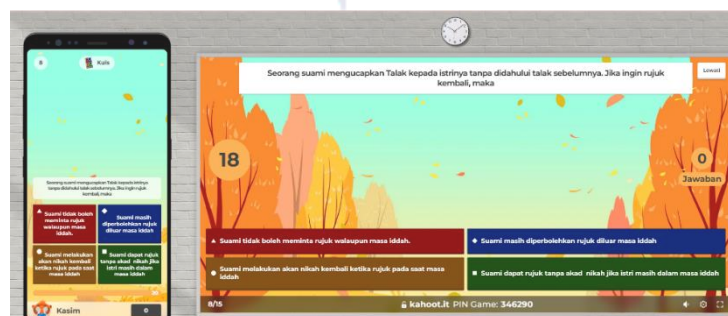 8
Kuis
Seorang suami mengucapkan Talak kepada istrinya
tanpa didahului talak sebelumnya. Jika ingin rujuk
kembali, maka
Suami tidak boleh
meminta rujuk
walaupun masa
iddah.
Suami masih
diperbolehkan rujuk
diluar masa iddah
Suami melakukan
akan nikah kembali
ketika rujuk pada saat
masa iddah
Suami dapat rujuk
tanpa akad nikah jika
istri masih dalam
masa iddah
Kasim
0
Seorang suami mengucapkan Talak kepada istrinya tanpa didahului talak sebelumnya. Jika ingin rujuk
kembali, maka
Lewati
18
0
Jawaban
Suami tidak boleh meminta rujuk walaupun masa iddah.
Suami masih diperbolehkan rujuk diluar masa iddah
Suami melakukan akan nikah kembali ketika rujuk pada saat masa
iddah
Suami dapat rujuk tanpa akad nikah jika istri masih dalam masa iddah
8/15
kahoot.it PIN Game: 346290